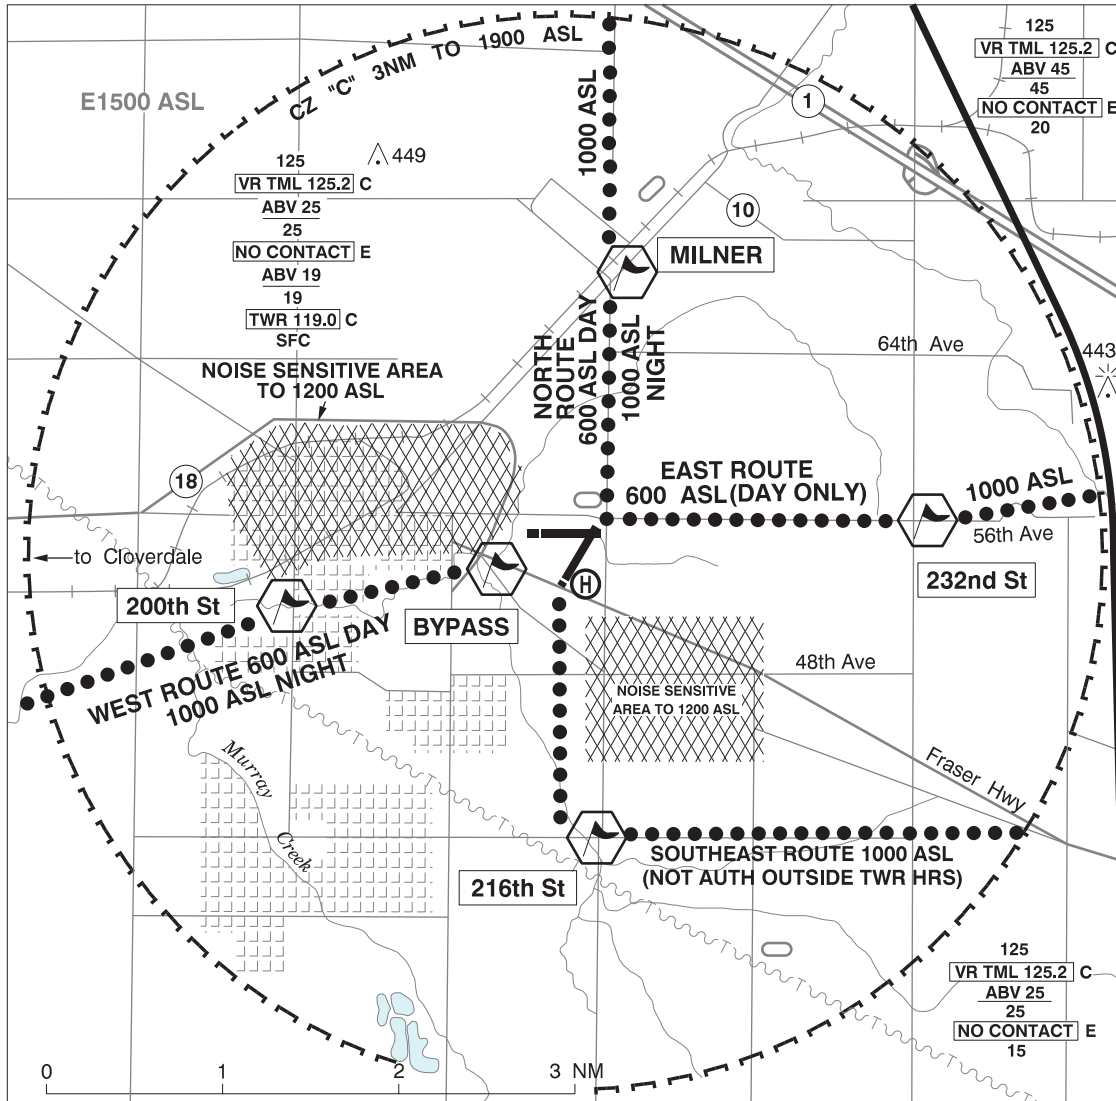 CZ "C" 3NM TO 1900 ASL
E1500 ASL
125
VR TML 125.2 C
ABV 45
45
NO CONTACT E
20
1
1000 ASL
449
125
VR TML 125.2 C
ABV 25
25
NO CONTACT E
ABV 19
19
TWR 119.0 C
SFC
10
MILNER
NORTH
ROUTE
600 ASL DAY
1000 ASL
NIGHT
64th Ave
443
NOISE SENSITIVE AREA
TO 1200 ASL
18
EAST ROUTE
600 ASL (DAY ONLY)
1000 ASL
56th Ave
232nd St
to Cloverdale
200th St
BYPASS
H
WEST ROUTE 600 ASL DAY
1000 ASL NIGHT
48th Ave
NOISE SENSITIVE
AREA TO 1200 ASL
Murray
Creek
Fraser Hwy
216th St
SOUTHEAST ROUTE 1000 ASL
(NOT AUTH OUTSIDE TWR HRS)
125
VR TML 125.2 C
ABV 25
25
NO CONTACT E
15
0 1 2 3 NM